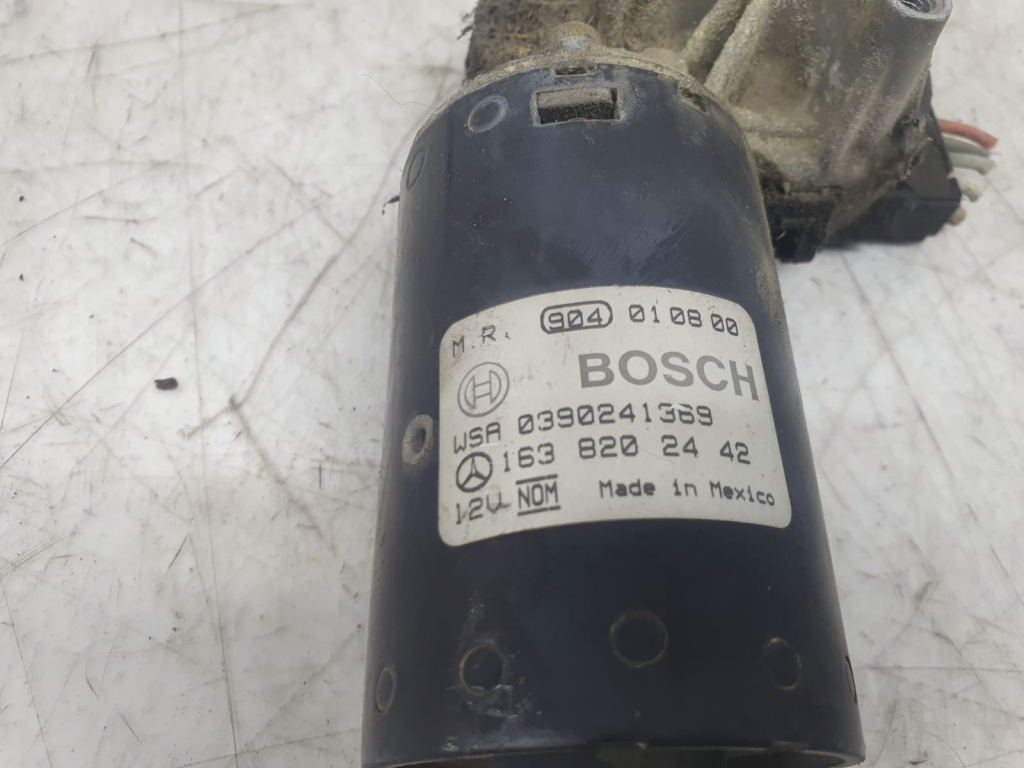 M.R. 904 010800
BOSCH
WSA 0390241369
163 820 24 42
12V NOM Made in Mexico